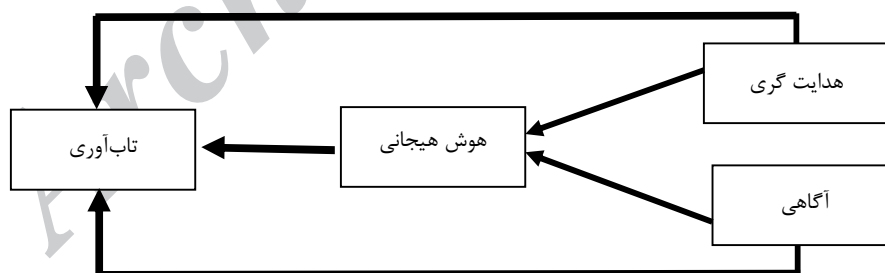 هدایت گری
هوش هیجانی
تاب‌آوری
آگاهی